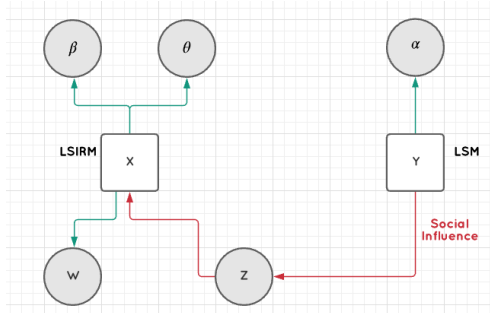 β
θ
α
LSIRM
X
Y
LSM
Social
Influence
W
Z